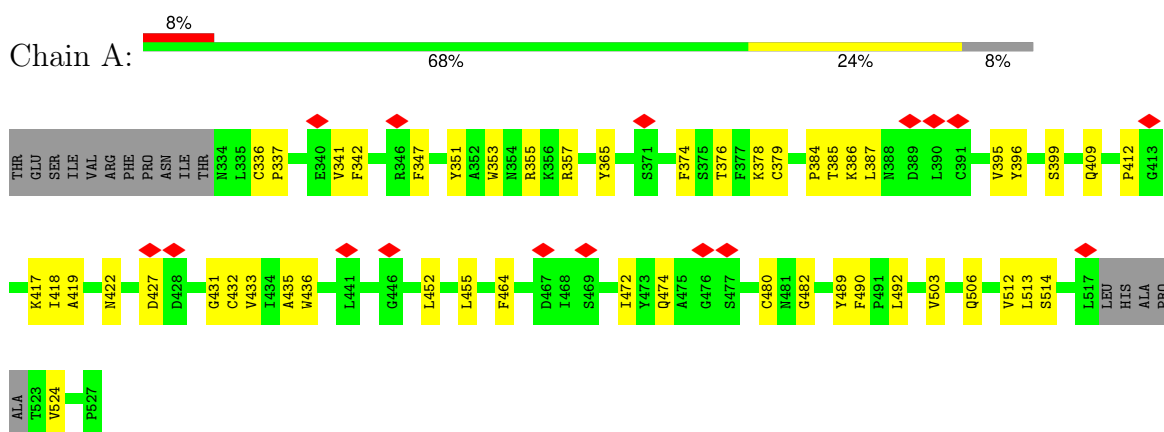 8%
Chain A:
68% 24% 8%
THR GLU SER ILE VAL ARG PHE PRO ASN ILE THR N334 L335 C336 P337 E340 V341 F342 R346 F347 Y351 A352 W353 N354 R355 K356 R357 Y365 S371 F374 S375 T376 F377 K378 C379 P384 T385 K386 L387 N388 D389 L390 C391 V395 Y396 S399 Q409 P412 G413
K417 I418 A419 N422 D427 D428 G431 C432 V433 I434 A435 W436 L441 G446 L452 L455 F464 D467 I468 S469 I472 Y473 Q474 A475 G476 S477 C480 N481 G482 Y489 F490 P491 L492 V503 Q506 V512 L513 S514 L517 LEU HIS ALA PRO
ALA T523 V524 P527